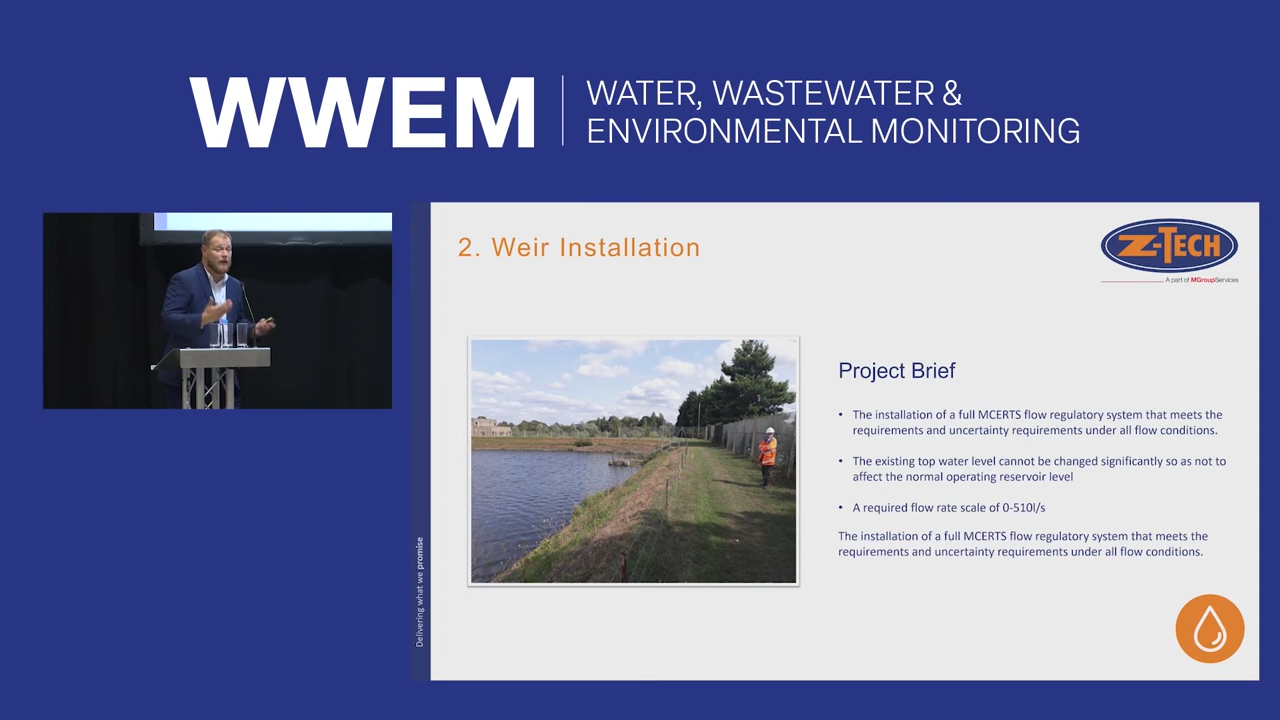 WWEM
WATER, WASTEWATER &
ENVIRONMENTAL MONITORING
2. Weir Installation
Z-TECH
A part of MGroupServices
Project Brief
• The installation of a full MCERTS flow regulatory system that meets the
requirements and uncertainty requirements under all flow conditions.
• The existing top water level cannot be changed significantly so as not to
affect the normal operating reservoir level
• A required flow rate scale of 0-510l/s
The installation of a full MCERTS flow regulatory system that meets the
requirements and uncertainty requirements under all flow conditions.
Delivering what we promise